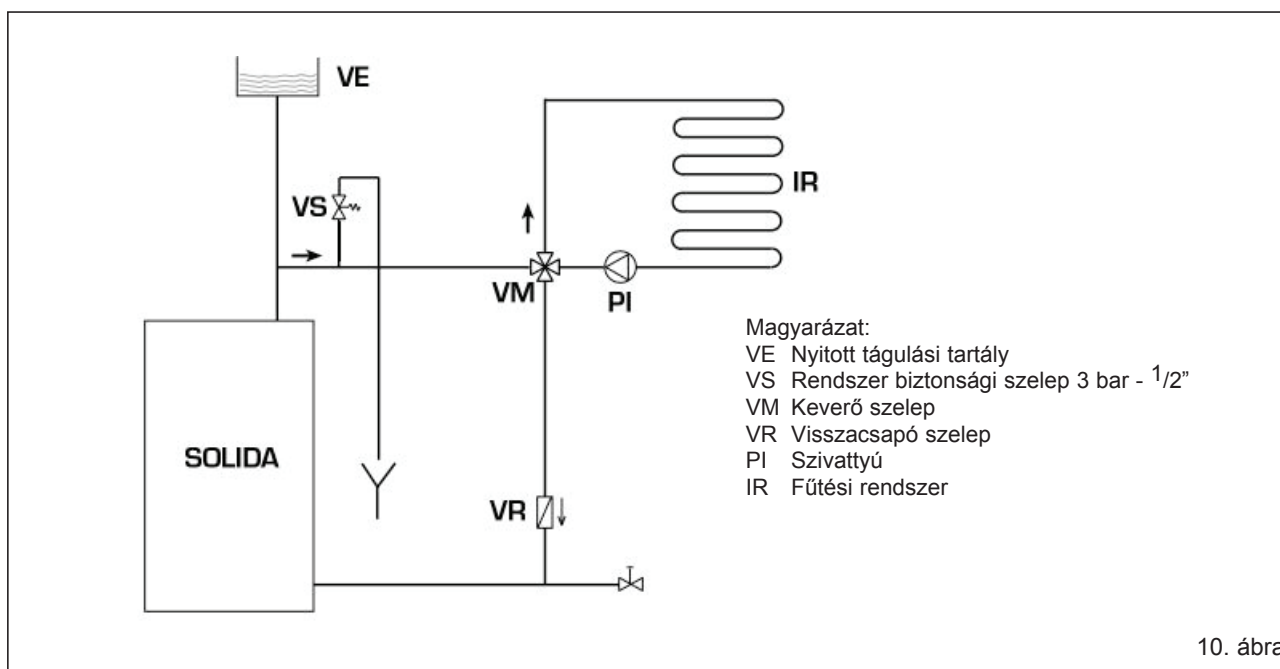 VE
VS
IR
VM
PI
Magyarázat:
VE Nyitott tágulási tartály
VS Rendszer biztonsági szelep 3 bar - 1/2”
VM Keverő szelep
VR Visszacsapó szelep
PI Szivattyú
IR Fűtési rendszer
SOLIDA
VR
10. ábra